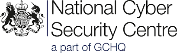 National Cyber
Security Centre
a part of GCHQ